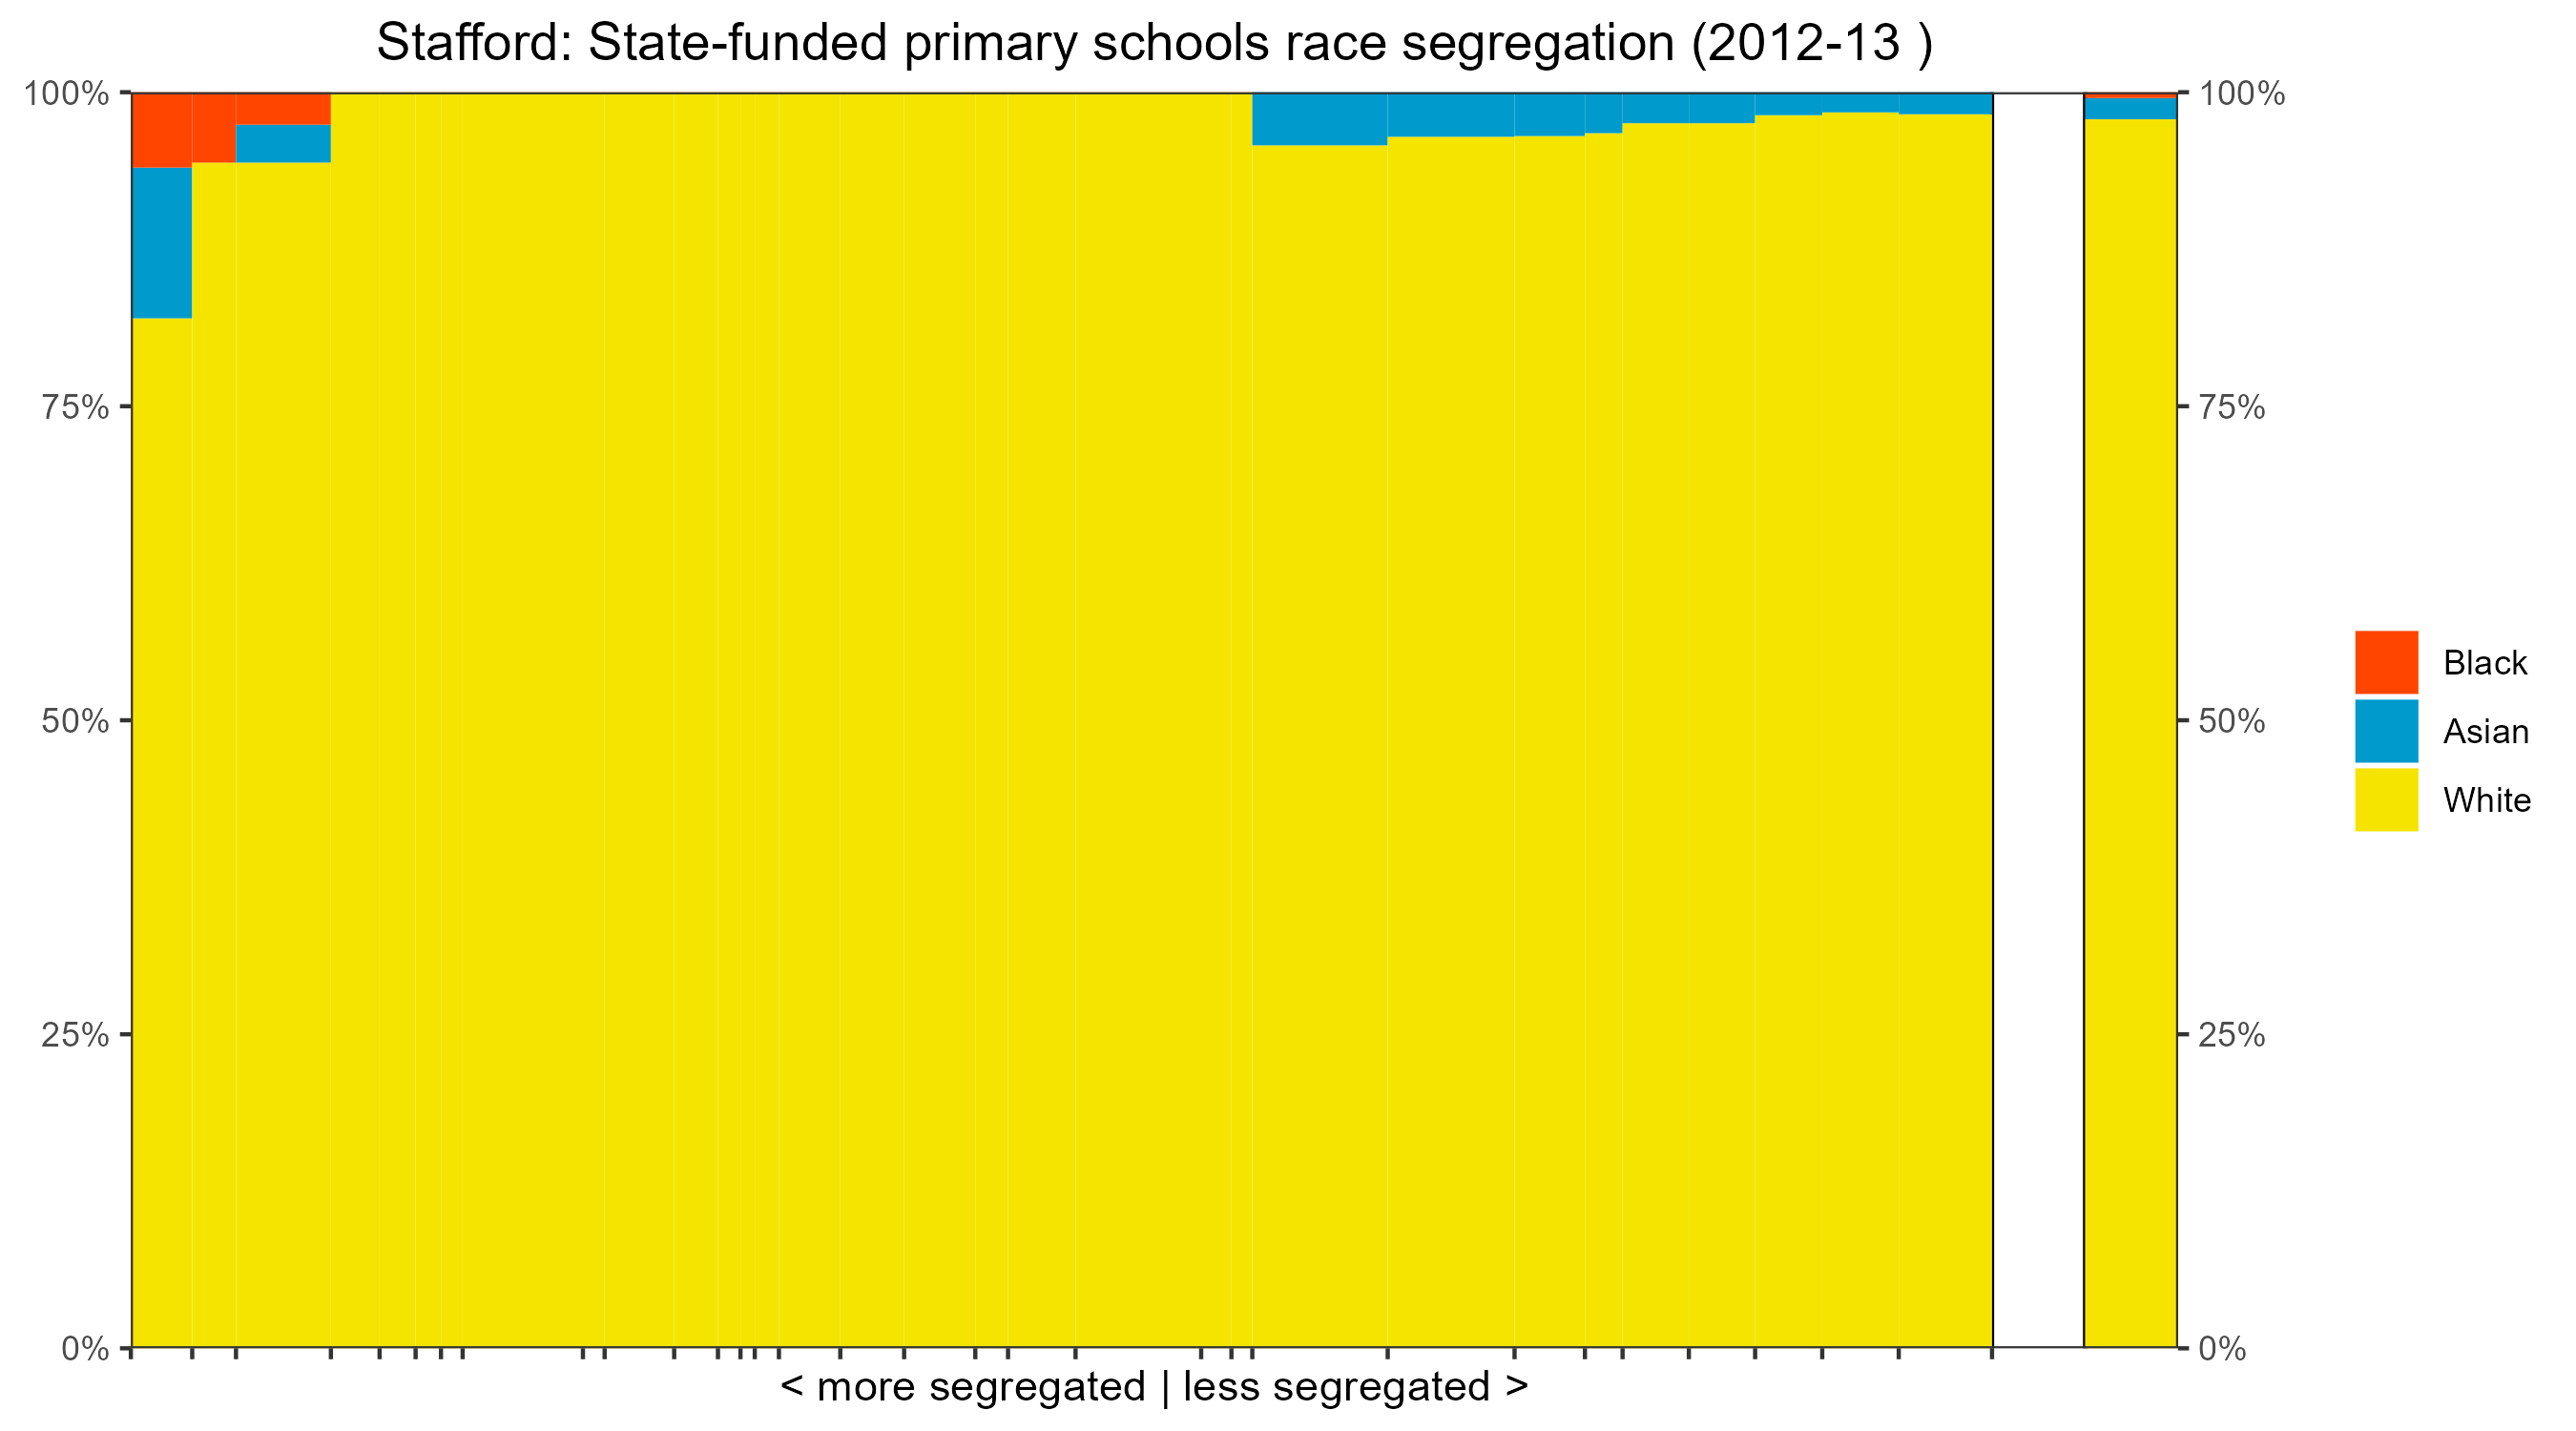 Stafford: State-funded primary schools race segregation (2012-13 )
100%
75%
50%
25%
0%
100%
75%
50%
25%
0%
Black
Asian
White
< more segregated | less segregated >